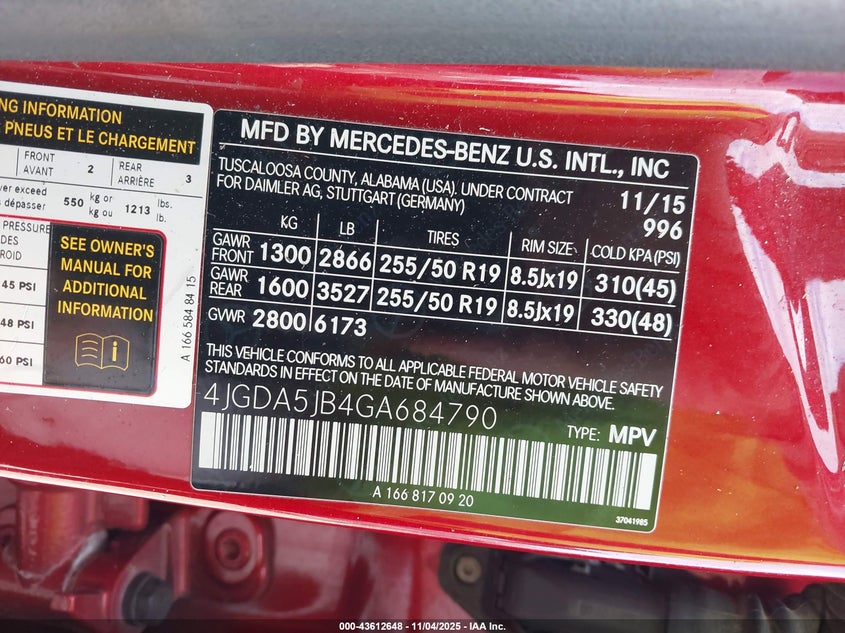 NG INFORMATION
PNEUS ET LE CHARGEMENT
FRONT AVANT 2 REAR ARRIÈRE 3
ver exceed
s dépasser 550 kg or kg ou 1213 lbs. lb.
PRESSURE
DES
ROID
45 PSI
48 PSI
60 PSI
SEE OWNER'S
MANUAL FOR
ADDITIONAL
INFORMATION
A 166 584 84 15
MFD BY MERCEDES-BENZ U.S. INTL., INC
TUSCALOOSA COUNTY, ALABAMA (USA). UNDER CONTRACT
FOR DAIMLER AG, STUTTGART (GERMANY)
11/15
996
KG LB TIRES RIM SIZE COLD KPA(PSI)
GAWR FRONT 1300 2866 255/50 R19 8.5Jx19 310(45)
GAWR REAR 1600 3527 255/50 R19 8.5Jx19 330(48)
GVWR 2800 6173
THIS VEHICLE CONFORMS TO ALL APPLICABLE FEDERAL MOTOR VEHICLE SAFETY
STANDARDS IN EFFECT ON THE DATE OF MANUFACTURE SHOWN ABOVE.
4JGDA5JB4GA684790
TYPE: MPV
A 166 817 09 20
37041985
000-43612648 - 11/04/2025 - IAA Inc.